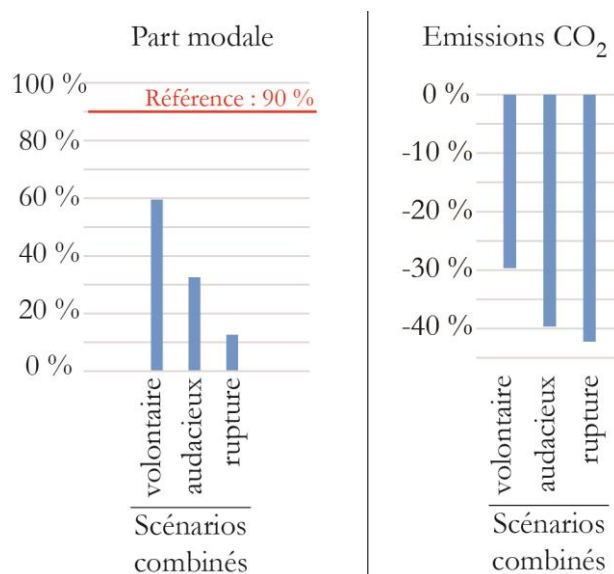 Part modale
100 %
Référence : 90 %
80 %
60 %
40 %
20 %
0 %
volontaire
audacieux
rupture
Scénarios
combinés
Emissions CO₂
0 %
-10 %
-20 %
-30 %
-40 %
volontaire
audacieux
rupture
Scénarios
combinés